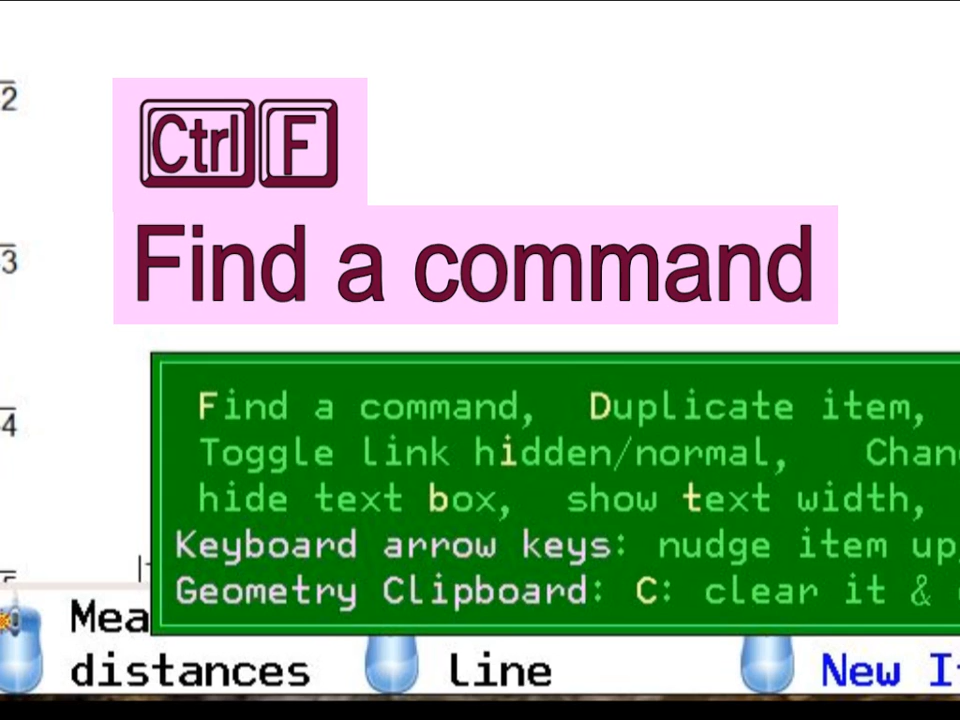 2
Ctrl F
3
Find a command
4
Find a command, Duplicate item,
Toggle link hidden/normal,
hide text box, show text width,
Keyboard arrow keys: nudge item up
Geometry Clipboard: C: clear it &
distances
line
New